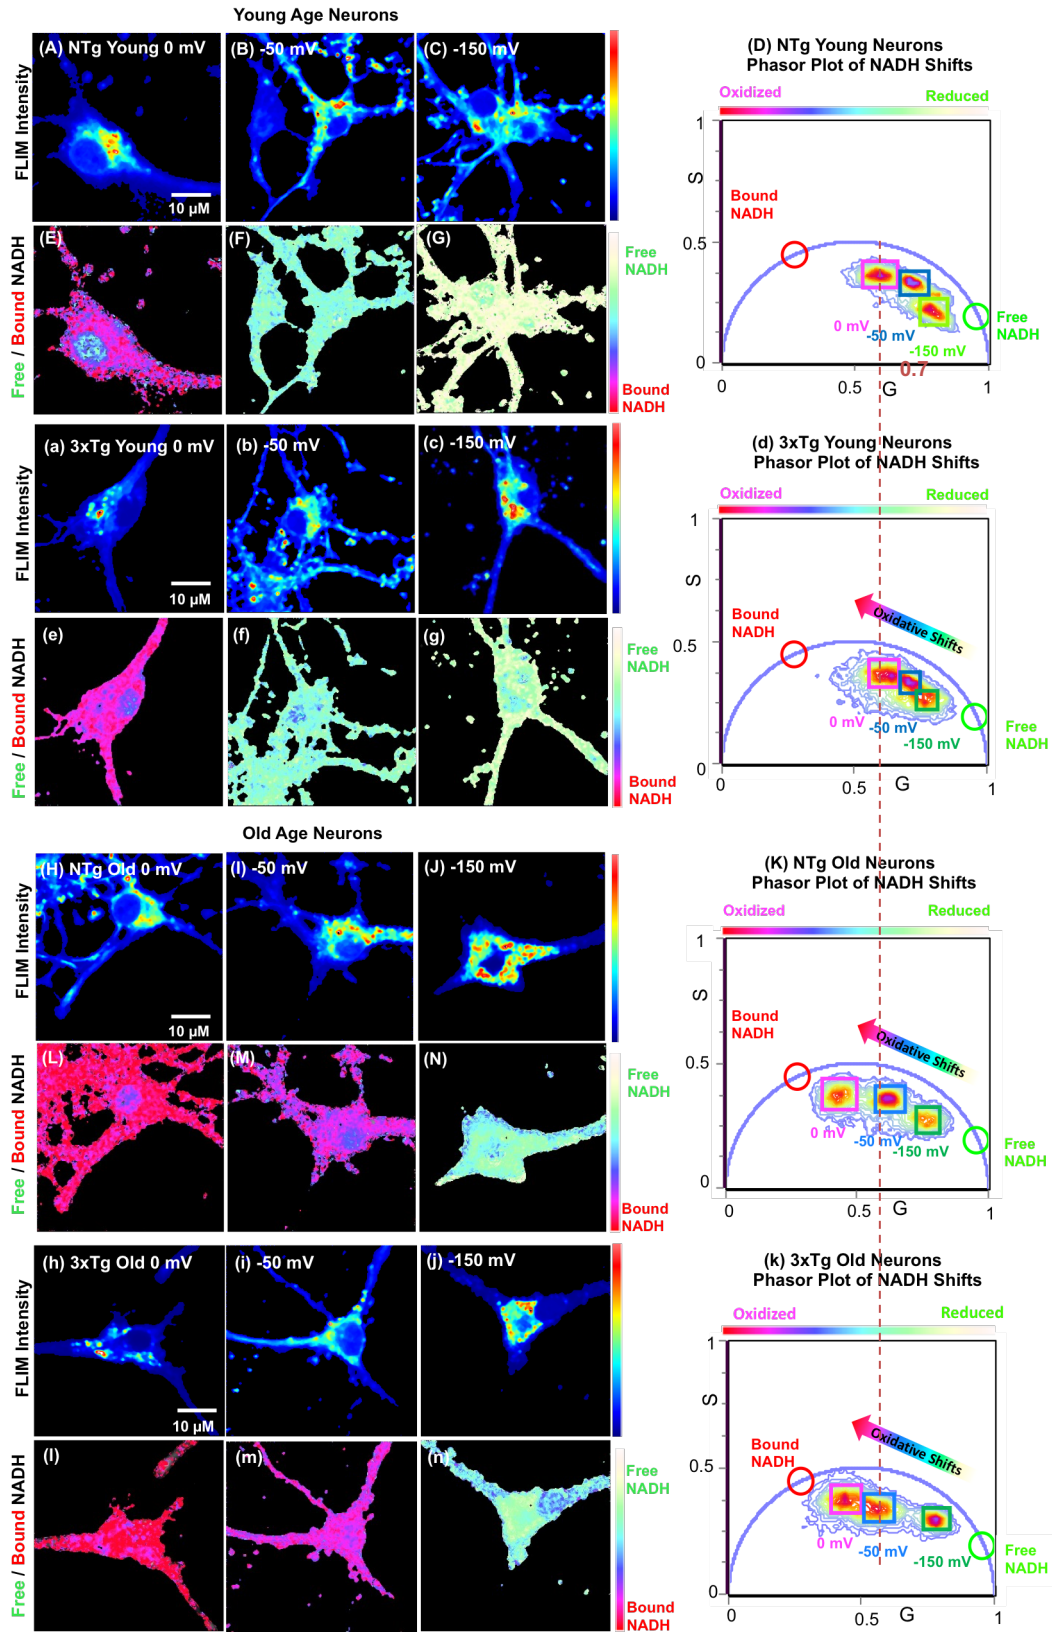 Young Age Neurons
(A) NTg Young 0 mV
(B) -50 mV
(C) -150 mV
FLIM Intensity
10 µM
(D) NTg Young Neurons
Phasor Plot of NADH Shifts
Oxidized
Reduced
1
S
Bound
NADH
0.5
0 mV
-50 mV
-150 mV
Free
NADH
0
0.7
0.5
G
1
(E)
(F)
(G)
Free / Bound NADH
Free
NADH
Bound
NADH
(a) 3xTg Young 0 mV
(b) -50 mV
(c) -150 mV
FLIM Intensity
10 µM
(d) 3xTg Young Neurons
Phasor Plot of NADH Shifts
Oxidized
Reduced
1
S
Oxidative Shifts
Bound
NADH
0.5
0 mV
-50 mV
-150 mV
Free
NADH
0
0
0.5
G
1
(e)
(f)
(g)
Free / Bound NADH
Free
NADH
Bound
NADH
Old Age Neurons
(H) NTg Old 0 mV
(I) -50 mV
(J) -150 mV
FLIM Intensity
10 µM
(K) NTg Old Neurons
Phasor Plot of NADH Shifts
Oxidized
Reduced
1
S
Oxidative Shifts
Bound
NADH
0.5
0 mV
-50 mV
-150 mV
Free
NADH
0
0
0.5
G
1
(L)
(M)
(N)
Free / Bound NADH
Free
NADH
Bound
NADH
(h) 3xTg Old 0 mV
(i) -50 mV
(j) -150 mV
FLIM Intensity
10 µM
(k) 3xTg Old Neurons
Phasor Plot of NADH Shifts
Oxidized
Reduced
1
S
Oxidative Shifts
Bound
NADH
0.5
0 mV
-50 mV
-150 mV
Free
NADH
0
0
0.5
G
1
(l)
(m)
(n)
Free / Bound NADH
Free
NADH
Bound
NADH